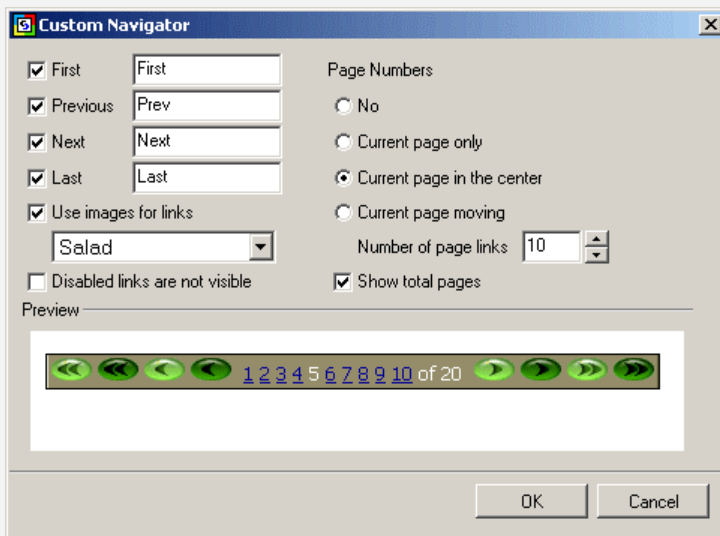 Custom Navigator
First First
Previous Prev
Next Next
Last Last
Use images for links
Salad
Disabled links are not visible
Page Numbers
No
Current page only
Current page in the center
Current page moving
Number of page links 10
Show total pages
Preview
1 2 3 4 5 6 7 8 9 10 of 20
OK Cancel